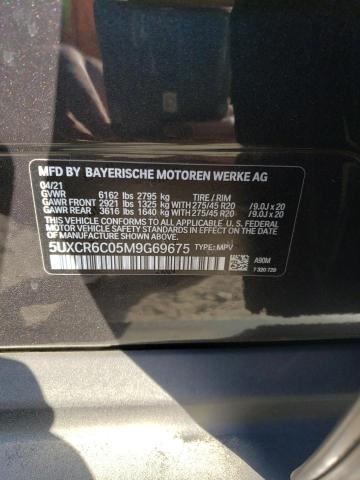 MFD BY BAYERISCHE MOTOREN WERKE AG
04/21
GVWR 6162 lbs 2795 kg TIRE / RIM
GAWR FRONT 2921 lbs 1325 kg WITH 275/45 R20 / 9.0J x 20
GAWR REAR 3616 lbs 1640 kg WITH 275/45 R20 / 9.0J x 20
THIS VEHICLE CONFORMS TO ALL APPLICABLE U. S. FEDERAL
MOTOR VEHICLE SAFETY STANDARDS IN EFFECT ON THE
DATE OF MANUFACTURE SHOWN ABOVE.
5UXCR6C05M9G69675 TYPE: MPV
A90M
7 320 729